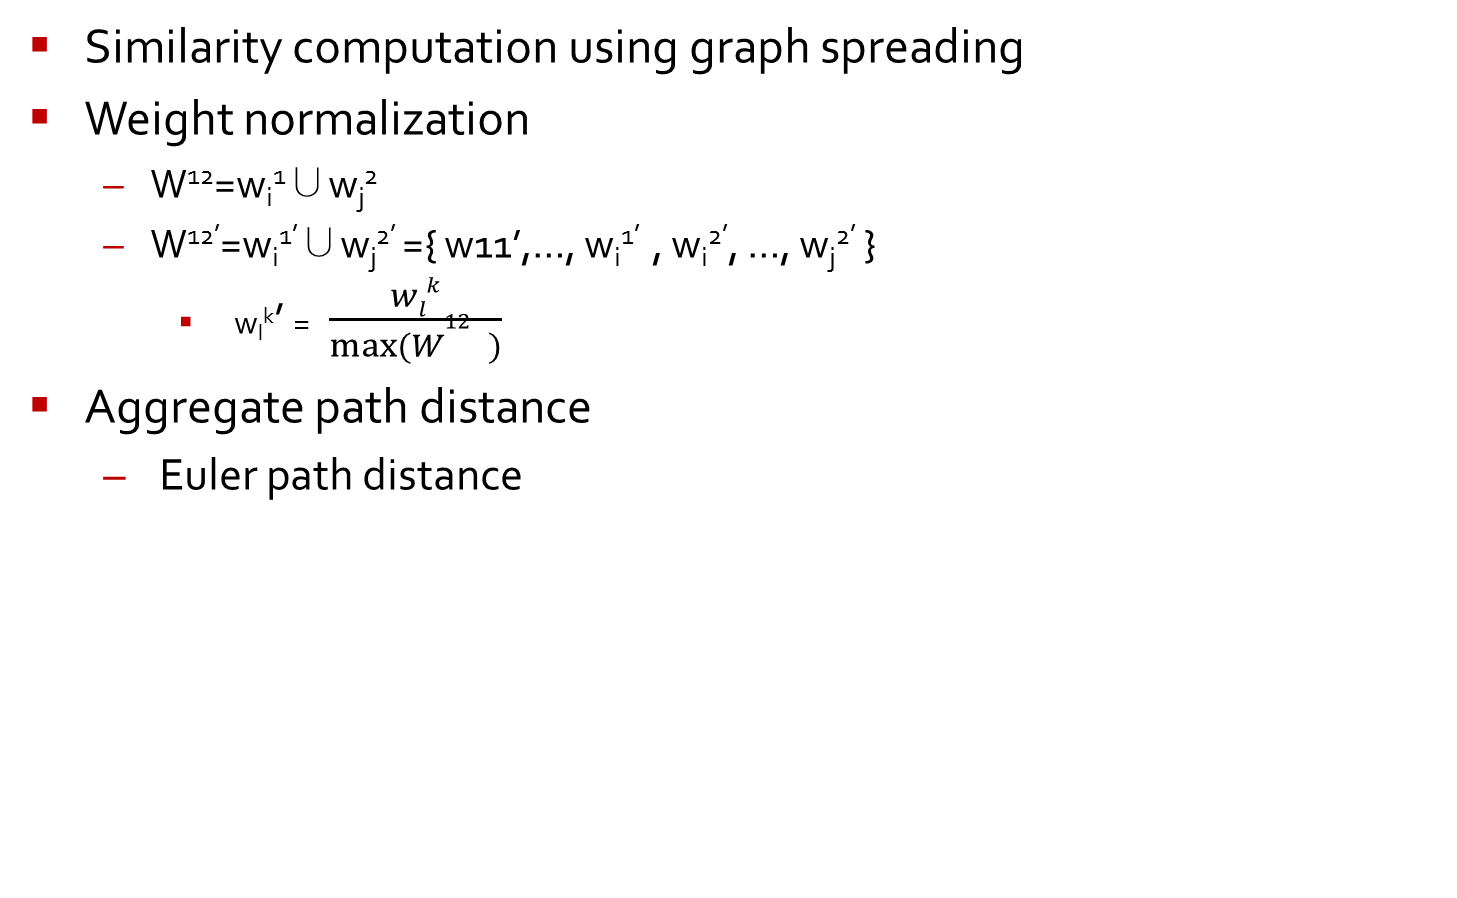 ▪ Similarity computation using graph spreading
▪ Weight normalization
– W¹²=wᵢ¹ ∪ wⱼ²
– W¹²′=wᵢ¹′ ∪ wⱼ²′ ={ w11′,…, wᵢ¹′ , wᵢ²′, …, wⱼ²′ }
▪ wₗᵏ′ = wₗᵏ / max(W¹² )
▪ Aggregate path distance
– Euler path distance